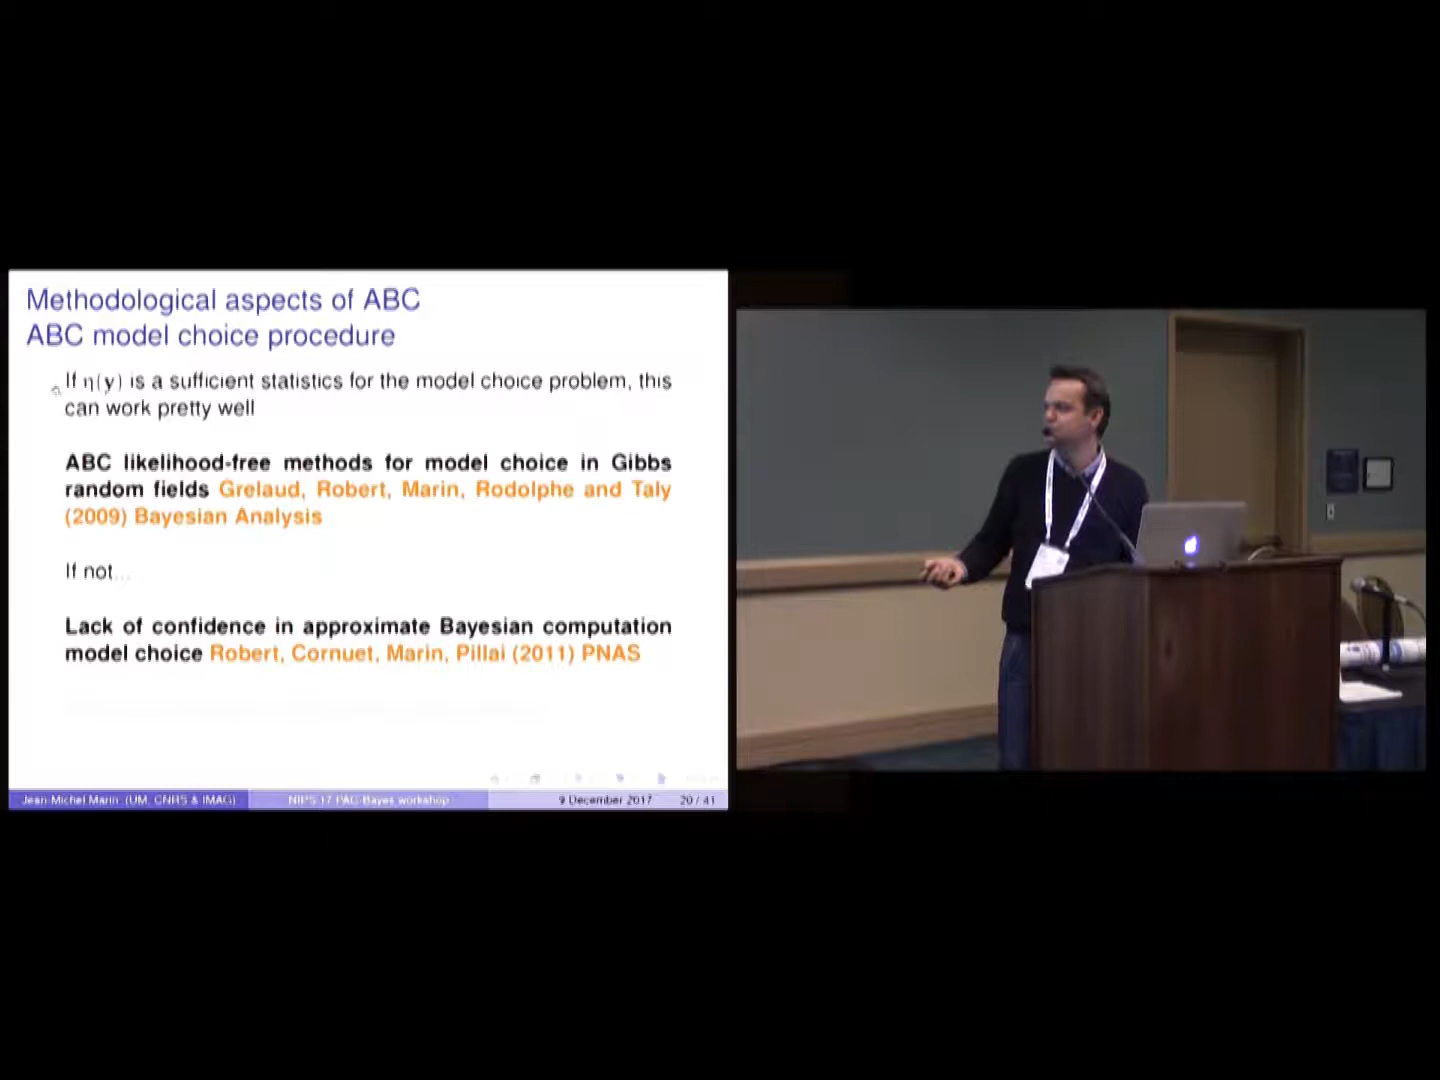 Methodological aspects of ABC
ABC model choice procedure
If η(y) is a sufficient statistics for the model choice problem, this
can work pretty well
ABC likelihood-free methods for model choice in Gibbs
random fields Grelaud, Robert, Marin, Rodolphe and Taly
(2009) Bayesian Analysis
If not...
Lack of confidence in approximate Bayesian computation
model choice Robert, Cornuet, Marin, Pillai (2011) PNAS
Jean-Michel Marin (UM, CNRS & IMAG) NIPS 17 PAC-Bayes workshop 9 December 2017 20 / 41